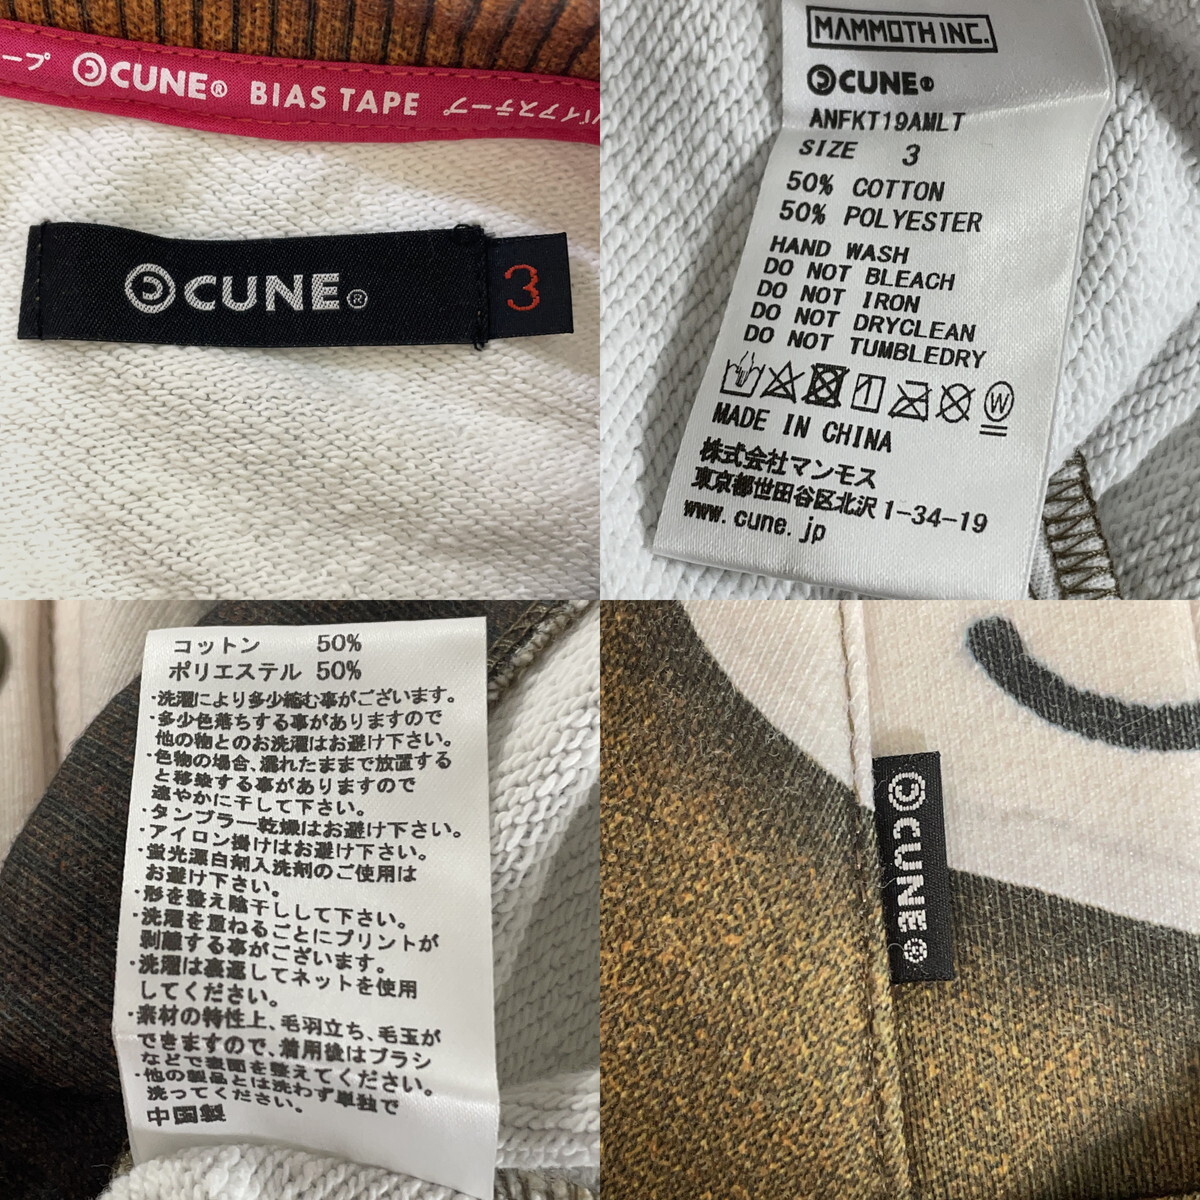 ープ CUNE® BIAS TAPE バイアステープ
CUNE®
3
MAMMOTH INC.
CUNE®
ANFKT19AMLT
SIZE 3
50% COTTON
50% POLYESTER
HAND WASH
DO NOT BLEACH
DO NOT IRON
DO NOT DRYCLEAN
DO NOT TUMBLEDRY
W
MADE IN CHINA
株式会社マンモス
東京都世田谷区北沢1-34-19
www.cune.jp
コットン 50%
ポリエステル 50%
・洗濯により多少縮む事がございます。
・多少色落ちする事がありますので
他の物とのお洗濯はお避け下さい。
・色物の場合、濡れたままで放置する
と移染する事がありますので
速やかに干して下さい。
・タンブラー乾燥はお避け下さい。
・アイロン掛けはお避け下さい。
・蛍光源白剤入洗剤のご使用は
お避け下さい。
・形を整え陰干しして下さい。
・洗濯を重ねるごとにプリントが
剥離する事がございます。
・洗濯は裏返してネットを使用
してください。
・素材の特性上、毛羽立ち、毛玉が
できますので、着用後はブラシ
などで表面を整えてください。
・他の製品とは洗わず単独で
洗ってください。
中国製
CUNE®